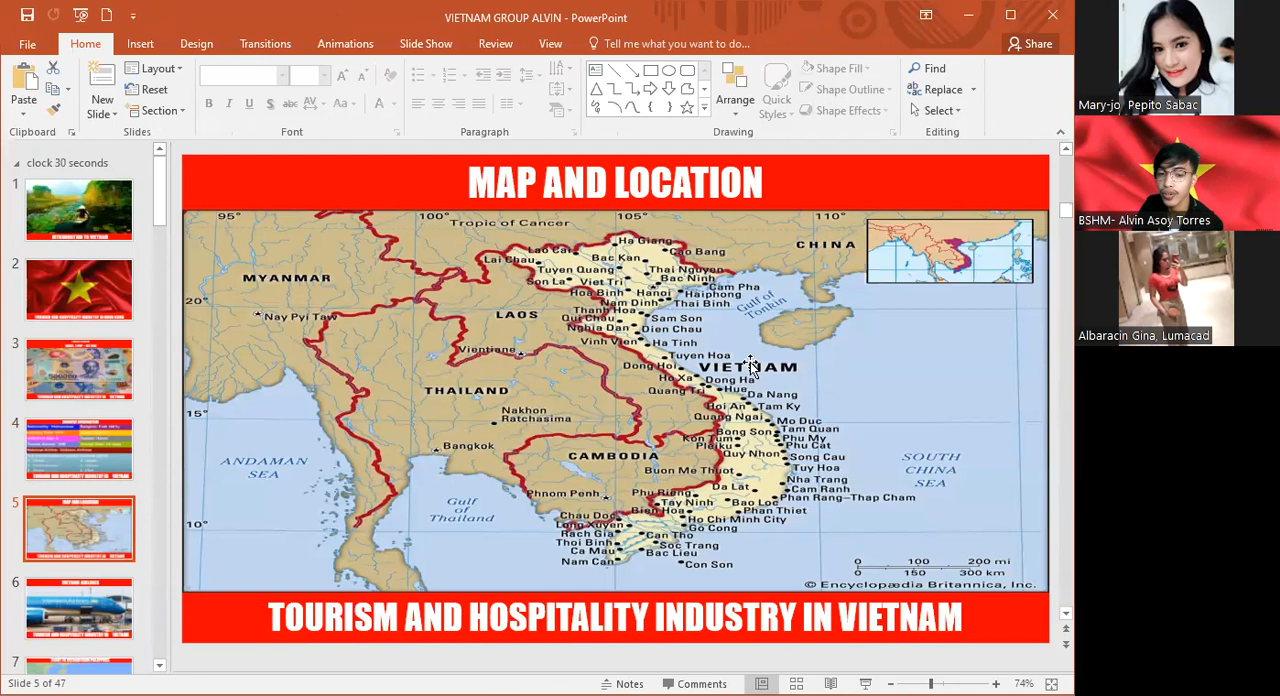 VIETNAM GROUP ALVIN - PowerPoint
File Home Insert Design Transitions Animations Slide Show Review View Tell me what you want to do... Share
Paste
New Slide
Layout
Reset
Section
B I U S abc AV Aa A
Arrange
Quick Styles
Shape Fill
Shape Outline
Shape Effects
Find
Replace
Select
Clipboard Slides Font Paragraph Drawing Editing
clock 30 seconds
1
2
3
4
5
6
7
MAP AND LOCATION
95° 100° 105° 110°
Tropic of Cancer
CHINA
Ha Giang
Lao Cai
Cao Bang
Lai Chau
Bac Kan
MYANMAR
Tuyen Quang
Thai Nguyen
Son La
Viet Tri
Bac Ninh
Cam Pha
Hoa Binh
Hanoi
Haiphong
20°
Nam Dinh
Thai Binh
Gulf of Tonkin
Nay Pyi Taw
LAOS
Thanh Hoa
Qui Chau
Sam Son
Nghia Dan
Dien Chau
Vinh Vien
Ha Tinh
Vientiane
Tuyen Hoa
Dong Hoi
VIETNAM
Ho Xa
Dong Ha
THAILAND
Quang Tri
Hue
Da Nang
Nakhon Ratchasima
Hoi An
Tam Ky
15°
Quang Ngai
Mo Duc
Bong Son
Tam Quan
Kon Tum
Phu My
Bangkok
Pleiku
Phu Cat
CAMBODIA
Quy Nhon
Song Cau
ANDAMAN SEA
SOUTH CHINA SEA
Buon Me Thuot
Tuy Hoa
Nha Trang
Da Lat
Cam Ranh
Phnom Penh
Phu Rieng
Phan Rang–Thap Cham
Gulf of Thailand
Tay Ninh
Bao Loc
Bien Hoa
Phan Thiet
Chau Doc
Ho Chi Minh City
10°
Long Xuyen
Go Cong
Rach Gia
Can Tho
Thoi Binh
Soc Trang
Ca Mau
Bac Lieu
Nam Can
Con Son
0 100 200 mi
0 150 300 km
© Encyclopædia Britannica, Inc.
TOURISM AND HOSPITALITY INDUSTRY IN VIETNAM
Slide 5 of 47
Notes
Comments
74%
Mary-jo Pepito Sabac
BSHM- Alvin Asoy Torres
Albaracin Gina, Lumacad